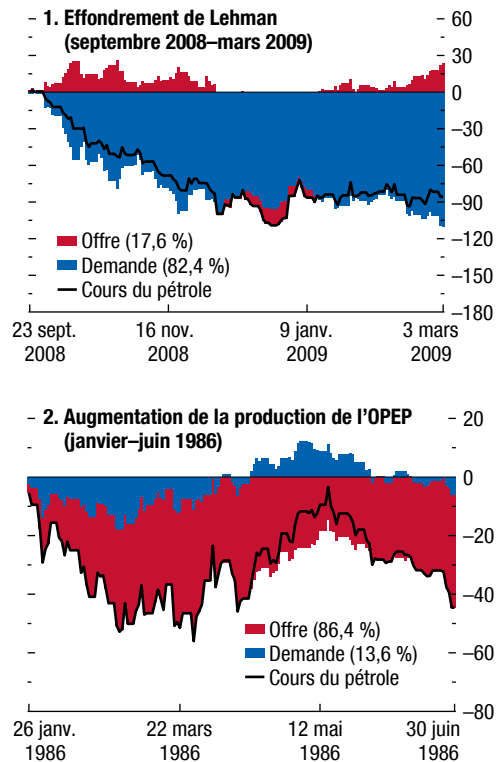 1. Effondrement de Lehman
(septembre 2008–mars 2009)
60
30
0
–30
–60
–90
–120
–150
–180
Offre (17,6 %)
Demande (82,4 %)
Cours du pétrole
23 sept. 16 nov. 9 janv. 3 mars
2008 2008 2009 2009
2. Augmentation de la production de l’OPEP
(janvier–juin 1986)
20
0
–20
–40
–60
–80
Offre (86,4 %)
Demande (13,6 %)
Cours du pétrole
26 janv. 22 mars 12 mai 30 juin
1986 1986 1986 1986